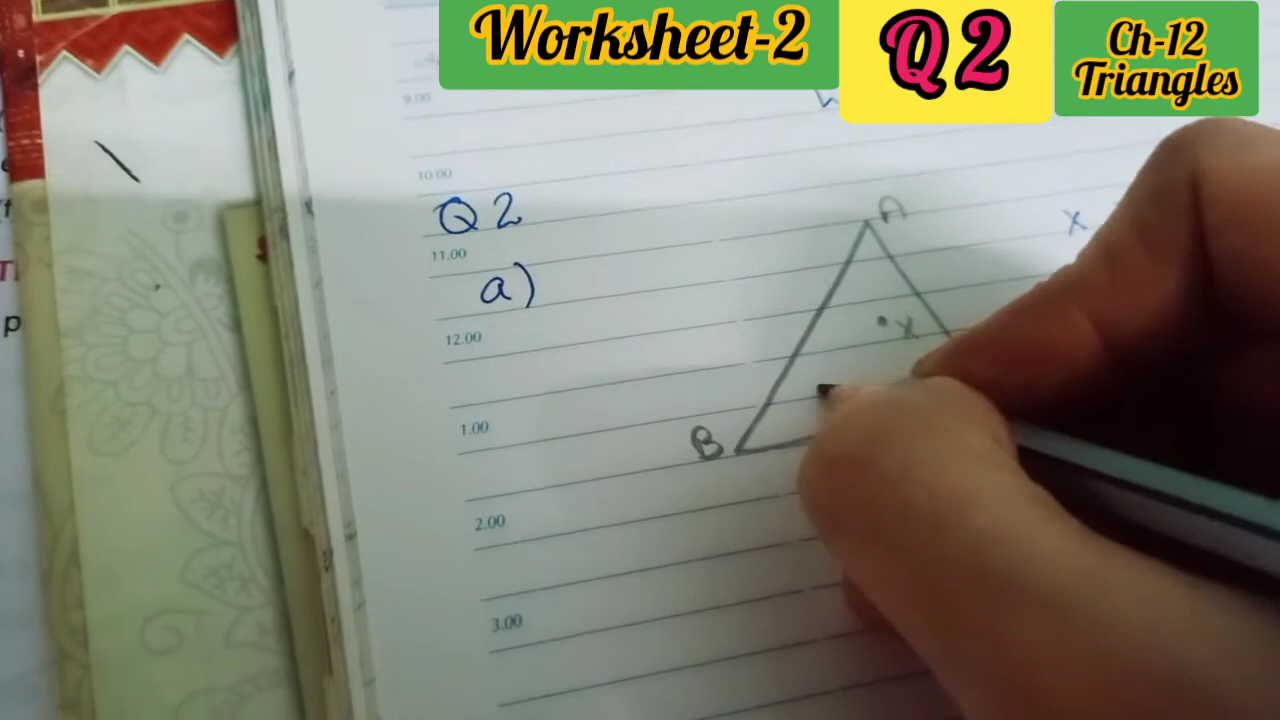 Worksheet-2
Q2
Ch-12
Triangles
9.00
10.00
Q2
11.00
a)
12.00
1.00
2.00
3.00
A
x
x
B
p